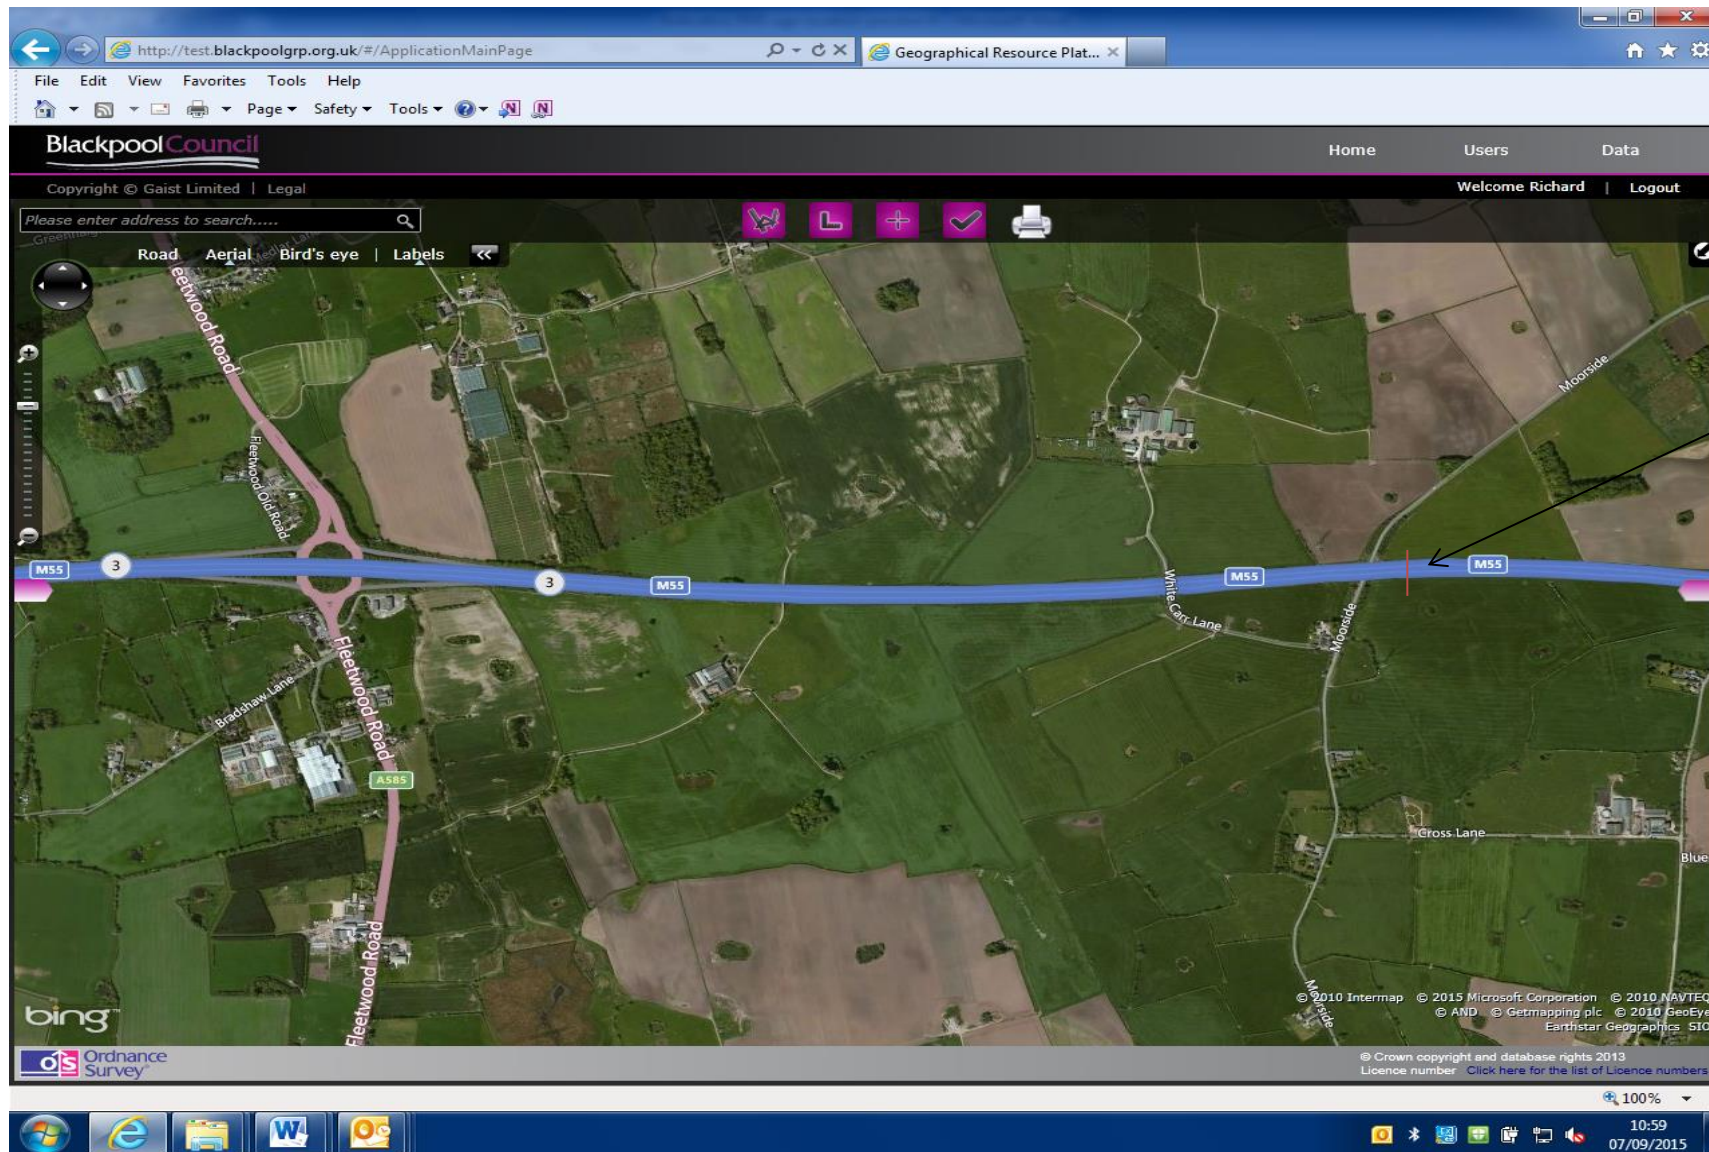 http://test.blackpoolgrp.org.uk/#/ApplicationMainPage
Geographical Resource Plat...
File Edit View Favorites Tools Help
Page Safety Tools
BlackpoolCouncil
Home Users Data
Copyright © Gaist Limited | Legal
Welcome Richard | Logout
Please enter address to search.....
Road Aerial Bird's eye | Labels
Fleetwood Road
Moorside
Fleetwood Old Road
M55
3
3
M55
M55
M55
White Carr Lane
Moorside
Fleetwood Road
Bradshaw Lane
A585
Cross Lane
Blue
Fleetwood Road
Moorside
© 2010 Intermap © 2015 Microsoft Corporation © 2010 NAVTEQ
© AND © Getmapping plc © 2010 GeoEye
Earthstar Geographics SIO
bing
OS Ordnance
Survey
© Crown copyright and database rights 2013
Licence number Click here for the list of Licence numbers
100%
10:59
07/09/2015